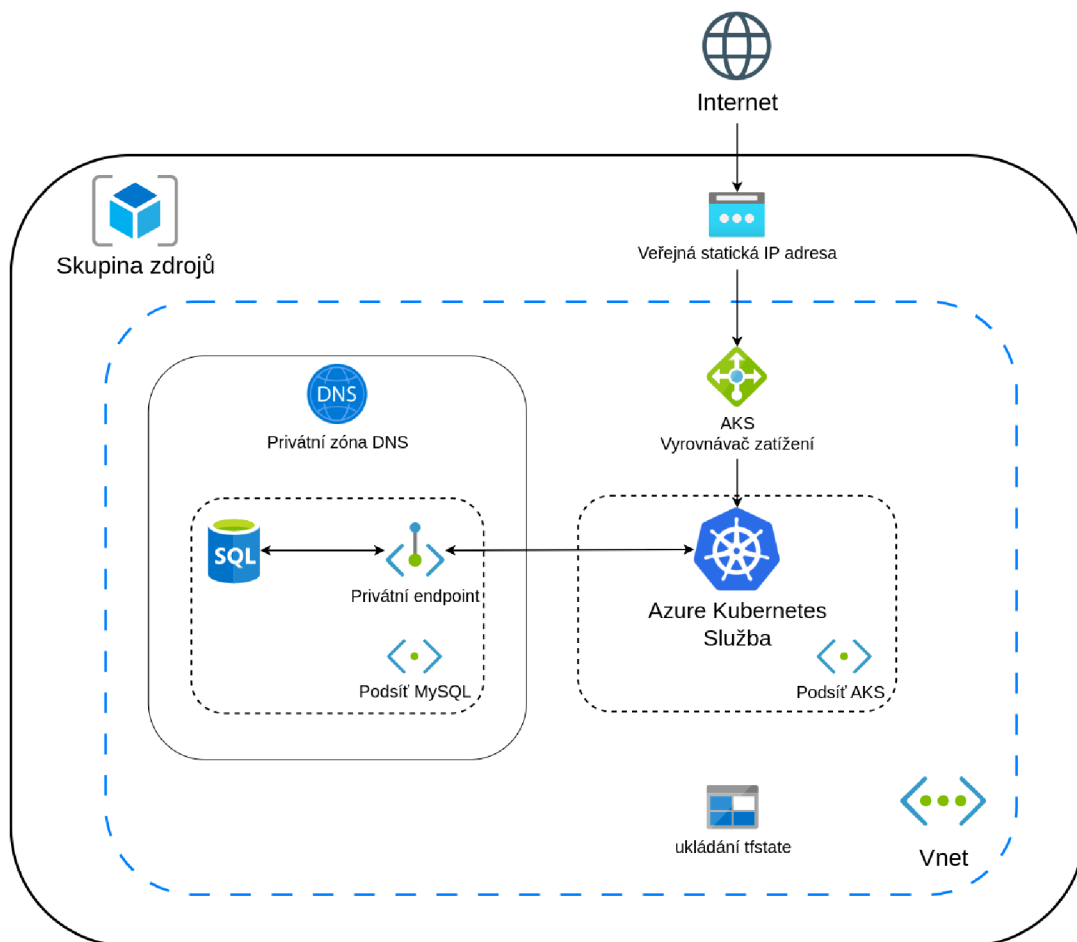 Internet
Skupina zdrojů
Veřejná statická IP adresa
DNS
Privátní zóna DNS
AKS
Vyrovnávač zatížení
SQL
Privátní endpoint
Podsíť MySQL
Azure Kubernetes
Služba
Podsíť AKS
ukládání tfstate
Vnet